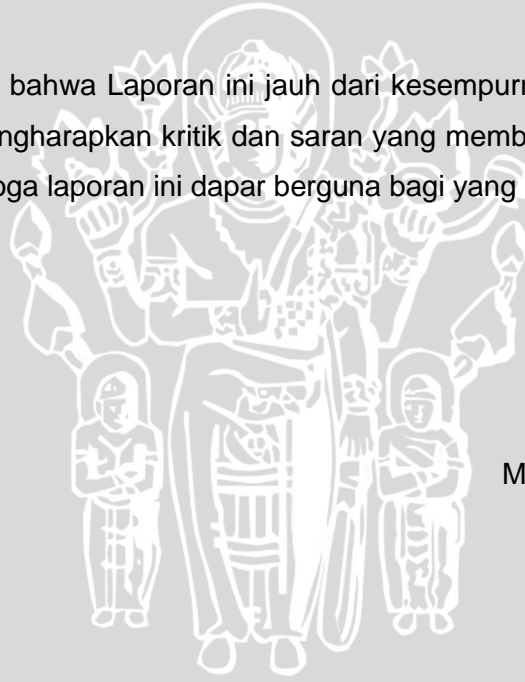 bahwa Laporan ini jauh dari kesempurn
ngharapkan kritik dan saran yang memb
oga laporan ini dapar berguna bagi yang
M